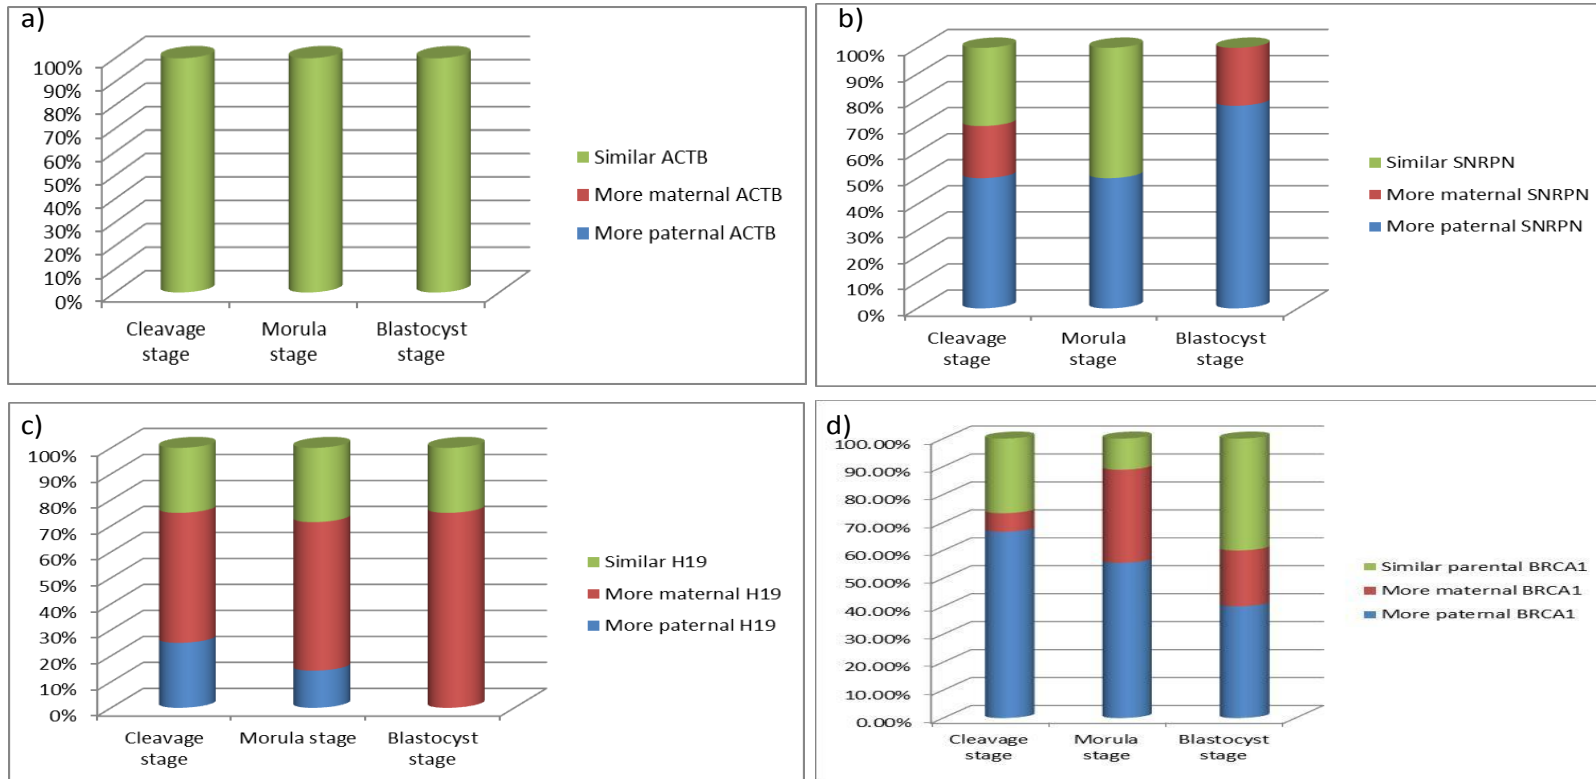 a)
100%
90%
80%
70%
60%
50%
40%
30%
20%
10%
0%
Cleavage
stage
Morula
stage
Blastocyst
stage
Similar ACTB
More maternal ACTB
More paternal ACTB
b)
100%
90%
80%
70%
60%
50%
40%
30%
20%
10%
0%
Cleavage
stage
Morula
stage
Blastocyst
stage
Similar SNRPN
More maternal SNRPN
More paternal SNRPN
c)
100%
90%
80%
70%
60%
50%
40%
30%
20%
10%
0%
Cleavage
stage
Morula stage
Blastocyst
stage
Similar H19
More maternal H19
More paternal H19
d)
100.00%
90.00%
80.00%
70.00%
60.00%
50.00%
40.00%
30.00%
20.00%
10.00%
0.00%
Cleavage
stage
Morula
stage
Blastocyst
stage
Similar parental BRCA1
More maternal BRCA1
More paternal BRCA1